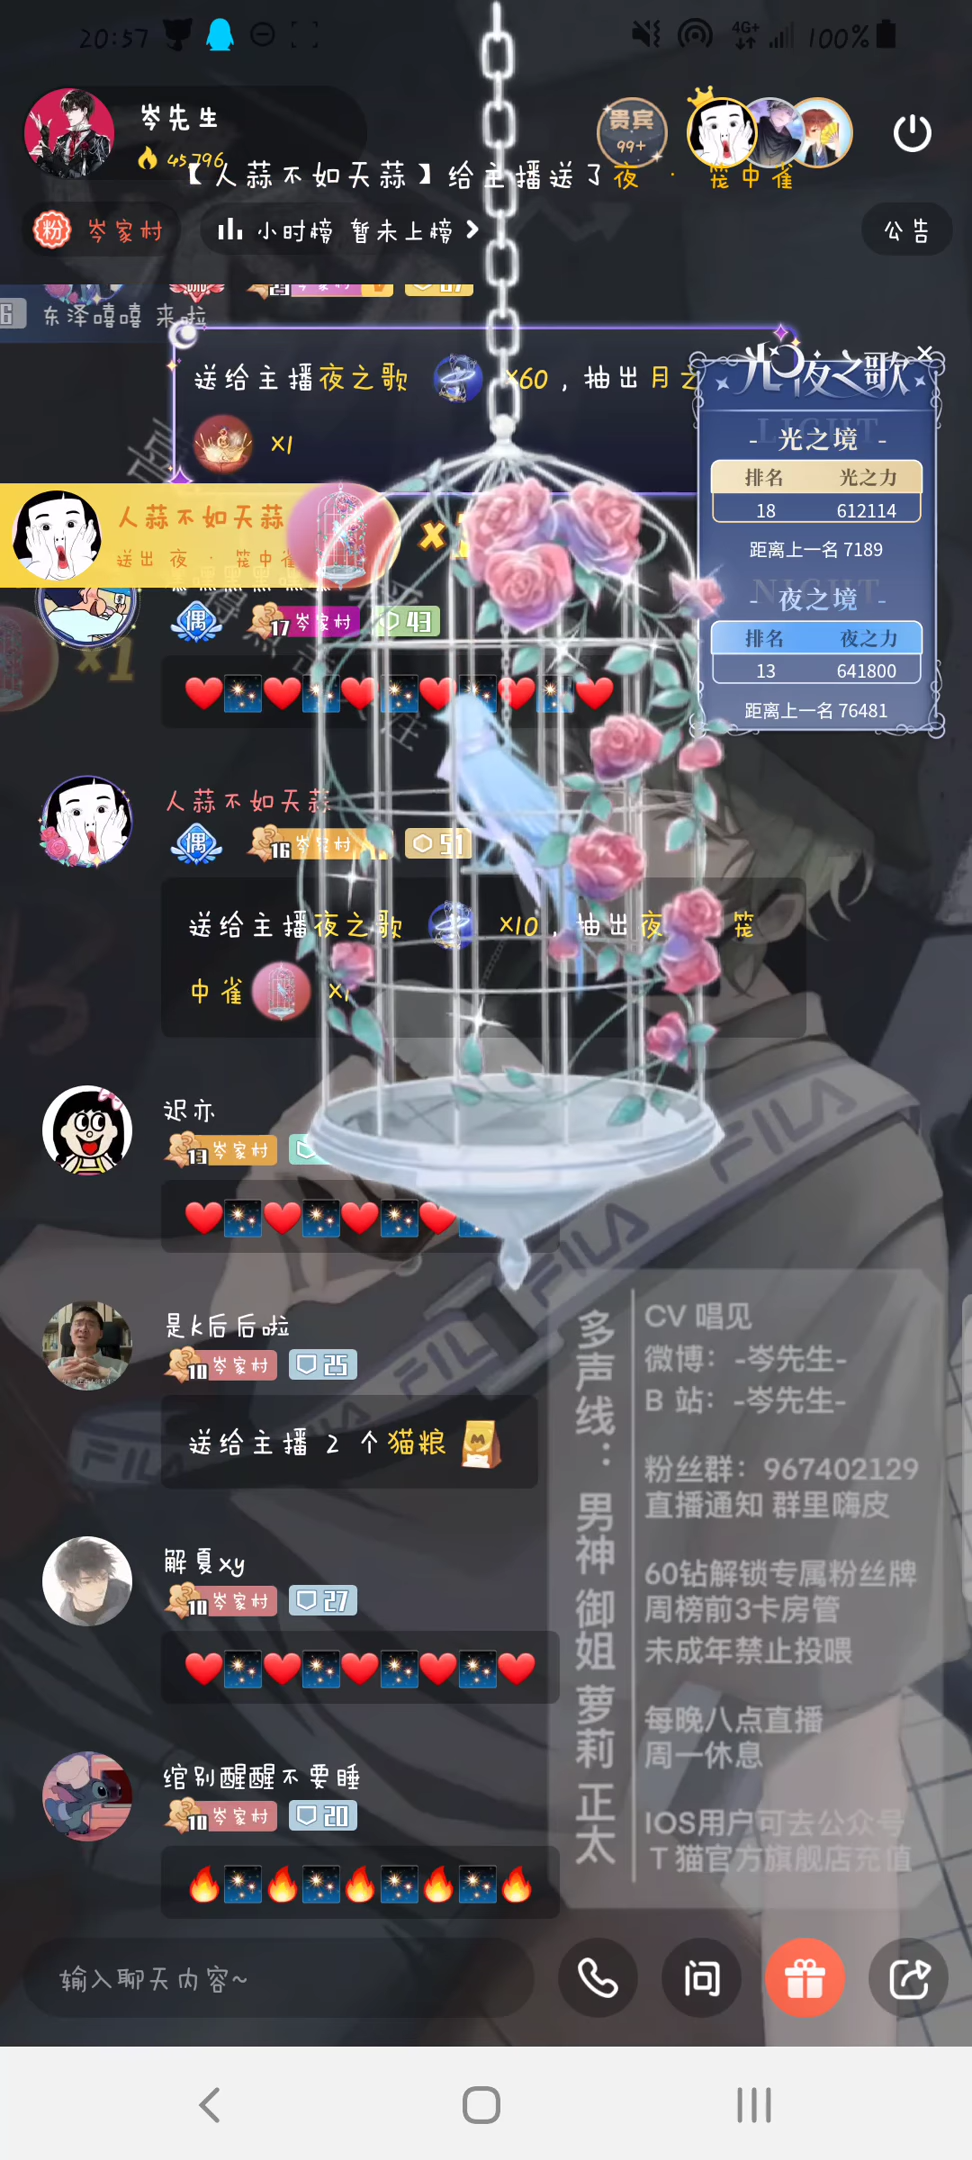 20:57
4G+
100%
岑先生
45796
贵宾
99+
【人蒜不如天蒜】给主播送了夜·笼中雀
粉 岑家村
小时榜 暂未上榜
公告
东泽嘻嘻 来啦
送给主播夜之歌 x60，抽出月之
x1
光夜之歌
LIGHT
- 光之境 -
排名 光之力
18 612114
距离上一名 7189
NIGHT
- 夜之境 -
排名 夜之力
13 641800
距离上一名 76481
人蒜不如天蒜
送出 夜·笼中雀
x1
偶 17 岑家村 43
人蒜不如天蒜
偶 16 岑家村 51
送给主播夜之歌 x10，抽出夜 笼
中雀 x1
迟亦
13 岑家村
是k后后啦
10 岑家村 25
送给主播 2 个猫粮
解夏xy
10 岑家村 27
绾别醒醒不要睡
10 岑家村 20
FILA
FILA
FILA
多声线：男神 御姐 萝莉 正太
CV 唱见
微博：-岑先生-
B 站：-岑先生-
粉丝群：967402129
直播通知 群里嗨皮
60钻解锁专属粉丝牌
周榜前3卡房管
未成年禁止投喂
每晚八点直播
周一休息
IOS用户可去公众号
T 猫官方旗舰店充值
输入聊天内容~
问